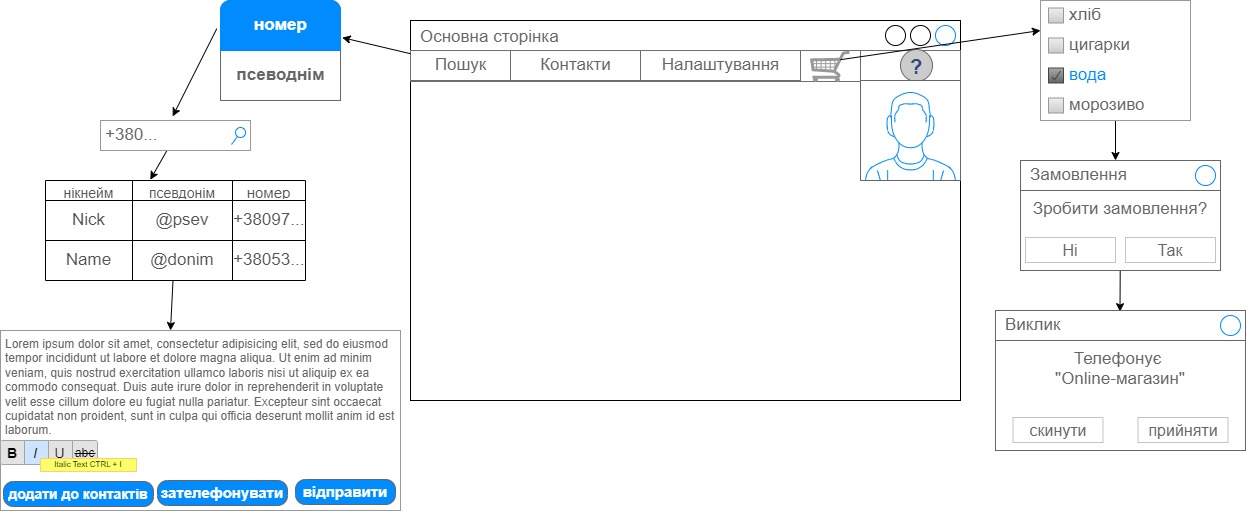 номер
псеводнім
+380...
нікнейм псевдонім номер
Nick @psev +38097...
Name @donim +38053...
Lorem ipsum dolor sit amet, consectetur adipisicing elit, sed do eiusmod
tempor incididunt ut labore et dolore magna aliqua. Ut enim ad minim
veniam, quis nostrud exercitation ullamco laboris nisi ut aliquip ex ea
commodo consequat. Duis aute irure dolor in reprehenderit in voluptate
velit esse cillum dolore eu fugiat nulla pariatur. Excepteur sint occaecat
cupidatat non proident, sunt in culpa qui officia deserunt mollit anim id est
laborum.
B I U abc
Italic Text CTRL + I
додати до контактів зателефонувати відправити
Основна сторінка
Пошук Контакти Налаштування ?
хліб
цигарки
вода
морозиво
Замовлення
Зробити замовлення?
Ні Так
Виклик
Телефонує
"Online-магазин"
скинути прийняти